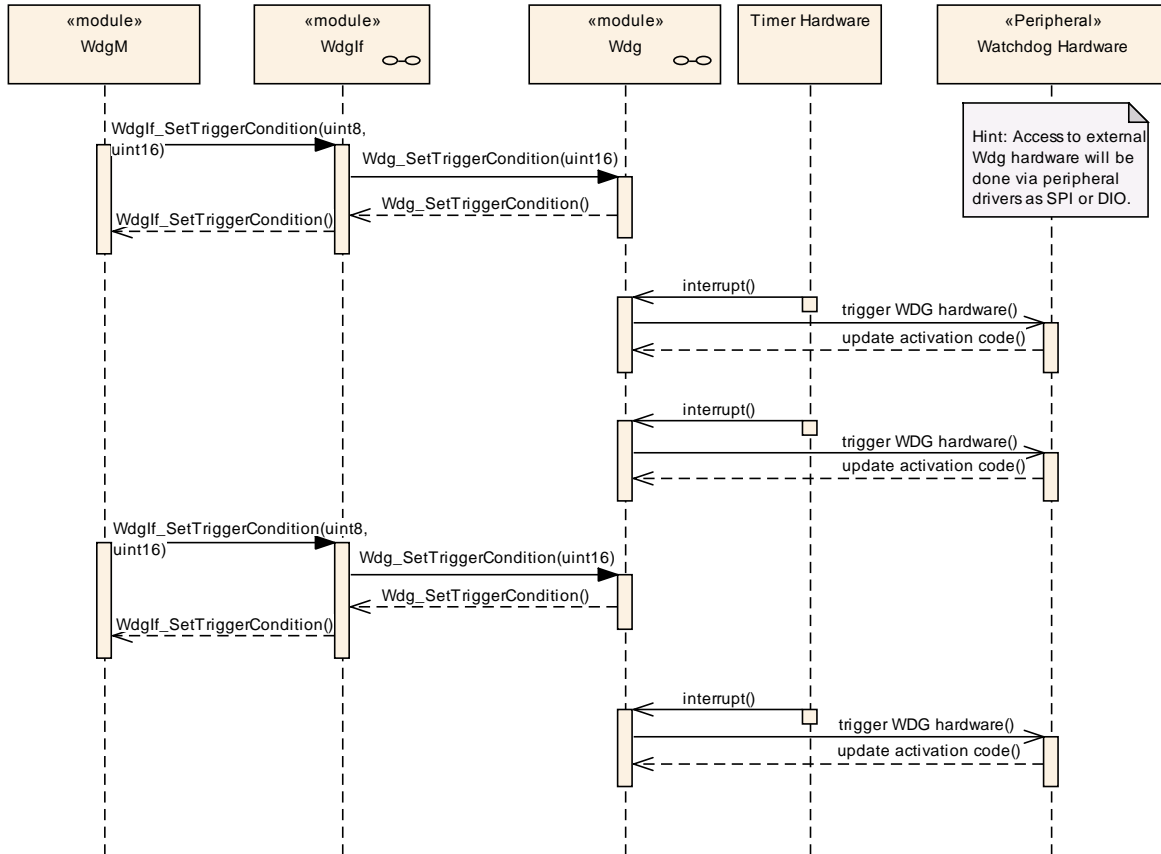 «module»
WdgM
«module»
WdgIf
«module»
Wdg
Timer Hardware
«Peripheral»
Watchdog Hardware
Hint: Access to external
Wdg hardware will be
done via peripheral
drivers as SPI or DIO.
WdgIf_SetTriggerCondition(uint8,
uint16)
Wdg_SetTriggerCondition(uint16)
Wdg_SetTriggerCondition()
WdgIf_SetTriggerCondition()
interrupt()
trigger WDG hardware()
update activation code()
interrupt()
trigger WDG hardware()
update activation code()
WdgIf_SetTriggerCondition(uint8,
uint16)
Wdg_SetTriggerCondition(uint16)
Wdg_SetTriggerCondition()
WdgIf_SetTriggerCondition()
interrupt()
trigger WDG hardware()
update activation code()